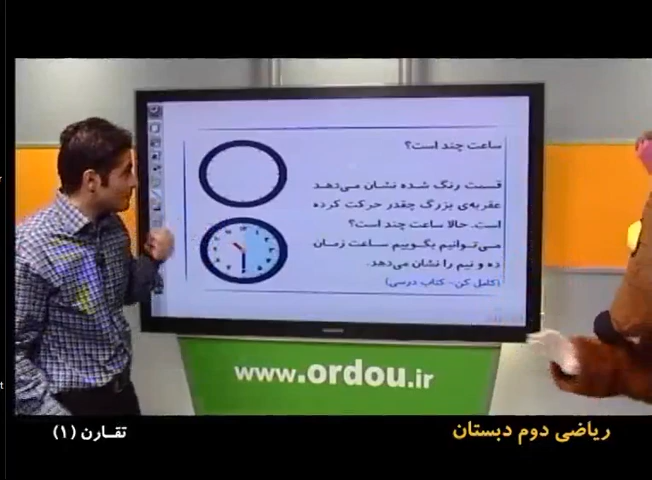 ساعت چند است؟
قسمت رنگ شده نشان می‌دهد
عقربه‌ی بزرگ چقدر حرکت کرده
است. حالا ساعت چند است؟
می‌توانیم بگوییم ساعت زمان
ده و نیم را نشان می‌دهد.
(کامل کن- کتاب درسی)
www.ordou.ir
ریاضی دوم دبستان
تقارن (۱)